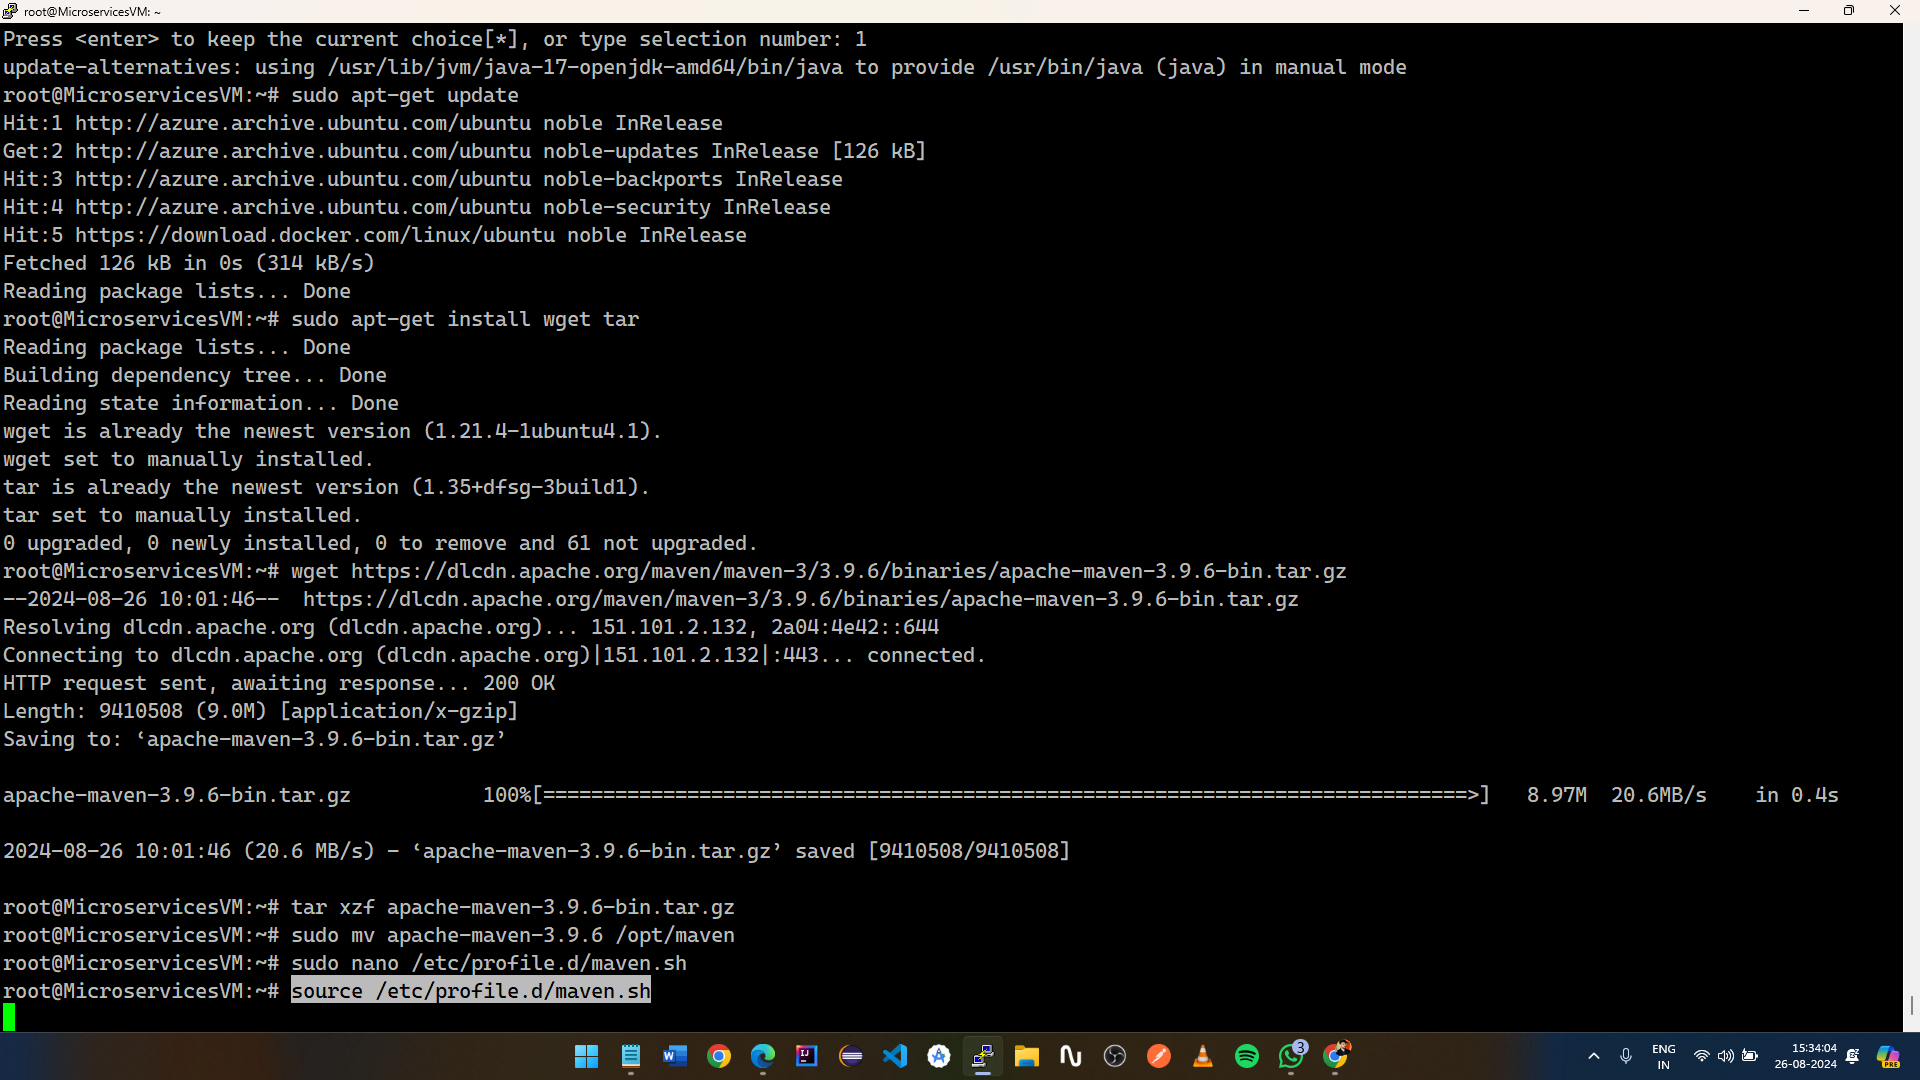 root@MicroservicesVM: ~
Press <enter> to keep the current choice[*], or type selection number: 1
update-alternatives: using /usr/lib/jvm/java-17-openjdk-amd64/bin/java to provide /usr/bin/java (java) in manual mode
root@MicroservicesVM:~# sudo apt-get update
Hit:1 http://azure.archive.ubuntu.com/ubuntu noble InRelease
Get:2 http://azure.archive.ubuntu.com/ubuntu noble-updates InRelease [126 kB]
Hit:3 http://azure.archive.ubuntu.com/ubuntu noble-backports InRelease
Hit:4 http://azure.archive.ubuntu.com/ubuntu noble-security InRelease
Hit:5 https://download.docker.com/linux/ubuntu noble InRelease
Fetched 126 kB in 0s (314 kB/s)
Reading package lists... Done
root@MicroservicesVM:~# sudo apt-get install wget tar
Reading package lists... Done
Building dependency tree... Done
Reading state information... Done
wget is already the newest version (1.21.4-1ubuntu4.1).
wget set to manually installed.
tar is already the newest version (1.35+dfsg-3build1).
tar set to manually installed.
0 upgraded, 0 newly installed, 0 to remove and 61 not upgraded.
root@MicroservicesVM:~# wget https://dlcdn.apache.org/maven/maven-3/3.9.6/binaries/apache-maven-3.9.6-bin.tar.gz
--2024-08-26 10:01:46--  https://dlcdn.apache.org/maven/maven-3/3.9.6/binaries/apache-maven-3.9.6-bin.tar.gz
Resolving dlcdn.apache.org (dlcdn.apache.org)... 151.101.2.132, 2a04:4e42::644
Connecting to dlcdn.apache.org (dlcdn.apache.org)|151.101.2.132|:443... connected.
HTTP request sent, awaiting response... 200 OK
Length: 9410508 (9.0M) [application/x-gzip]
Saving to: ‘apache-maven-3.9.6-bin.tar.gz’
apache-maven-3.9.6-bin.tar.gz 100%[=============================================================================>] 8.97M 20.6MB/s in 0.4s
2024-08-26 10:01:46 (20.6 MB/s) - ‘apache-maven-3.9.6-bin.tar.gz’ saved [9410508/9410508]
root@MicroservicesVM:~# tar xzf apache-maven-3.9.6-bin.tar.gz
root@MicroservicesVM:~# sudo mv apache-maven-3.9.6 /opt/maven
root@MicroservicesVM:~# sudo nano /etc/profile.d/maven.sh
root@MicroservicesVM:~# source /etc/profile.d/maven.sh
3
ENG
IN
15:34:04
26-08-2024
PRE